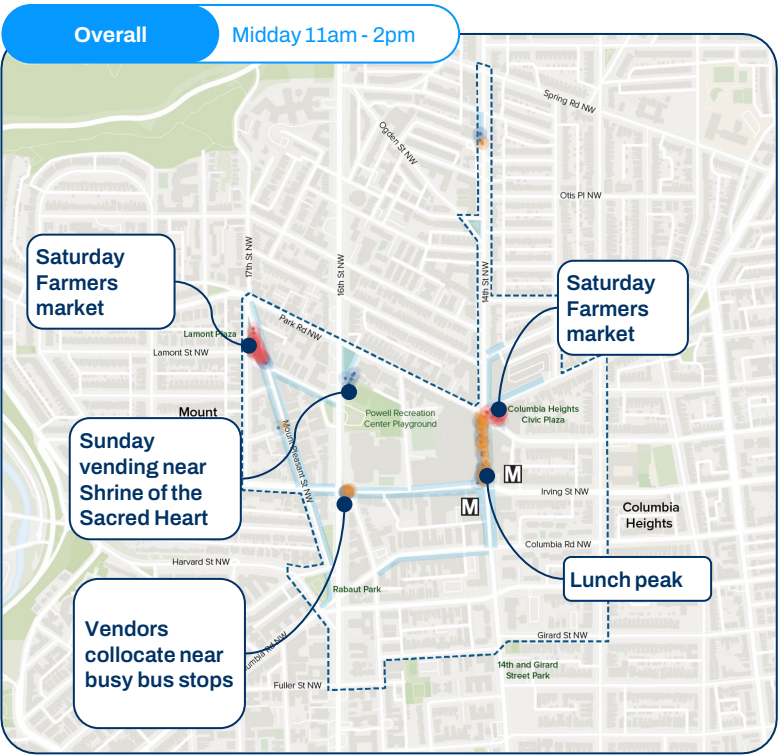 Overall
Midday 11am - 2pm
Spring Rd NW
Ogden St NW
Otis Pl NW
17th St NW
16th St NW
14th St NW
Saturday
Farmers
market
Saturday
Farmers
market
Park Rd NW
Lamont Plaza
Lamont St NW
Mount
Powell Recreation
Center Playground
Columbia Heights
Civic Plaza
Sunday
vending near
Shrine of the
Sacred Heart
Mount Pleasant St NW
M
M
Irving St NW
Columbia
Heights
Columbia Rd NW
Harvard St NW
Lunch peak
Rabaut Park
Vendors
collocate near
busy bus stops
umbia Rd NW
Girard St NW
14th and Girard
Street Park
Fuller St NW